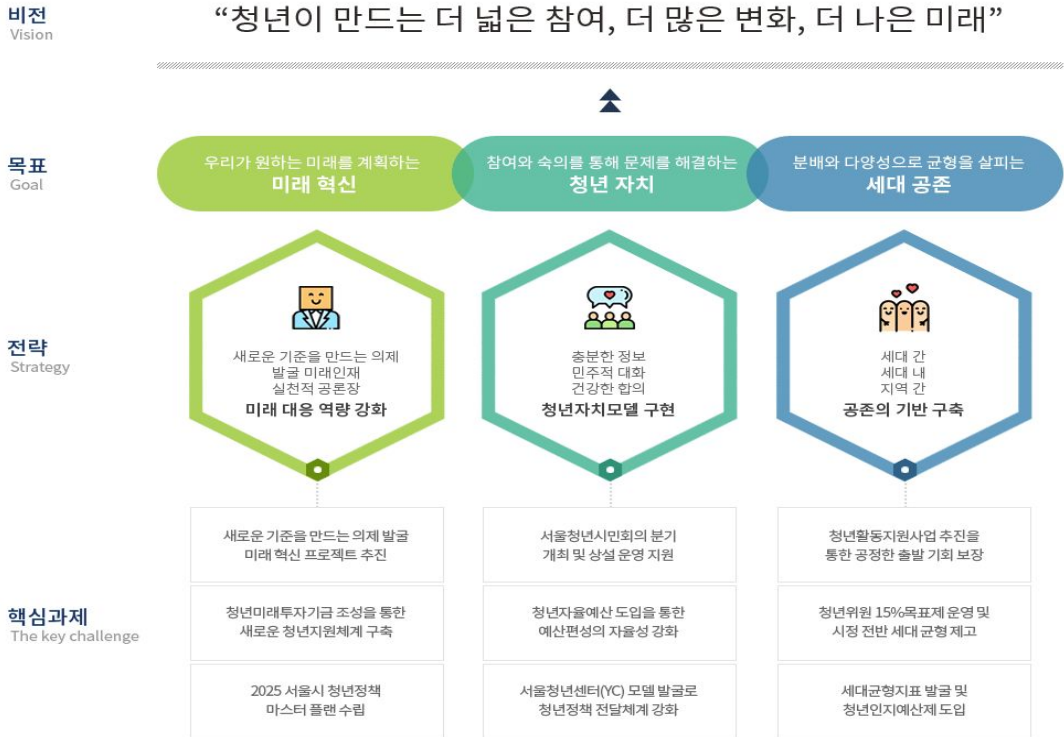 비전
Vision
“청년이 만드는 더 넓은 참여, 더 많은 변화, 더 나은 미래”
목표
Goal
우리가 원하는 미래를 계획하는
미래 혁신
참여와 숙의를 통해 문제를 해결하는
청년 자치
분배와 다양성으로 균형을 살피는
세대 공존
전략
Strategy
새로운 기준을 만드는 의제
발굴 미래인재
실천적 공론장
미래 대응 역량 강화
충분한 정보
민주적 대화
건강한 합의
청년자치모델 구현
세대 간
세대 내
지역 간
공존의 기반 구축
핵심과제
The key challenge
새로운 기준을 만드는 의제 발굴
미래 혁신 프로젝트 추진
서울청년시민회의 분기
개최 및 상설 운영 지원
청년활동지원사업 추진을
통한 공정한 출발 기회 보장
청년미래투자기금 조성을 통한
새로운 청년지원체계 구축
청년자율예산 도입을 통한
예산편성의 자율성 강화
청년위원 15%목표제 운영 및
시정 전반 세대 균형 제고
2025 서울시 청년정책
마스터 플랜 수립
서울청년센터(YC) 모델 발굴로
청년정책 전달체계 강화
세대균형지표 발굴 및
청년인지예산제 도입